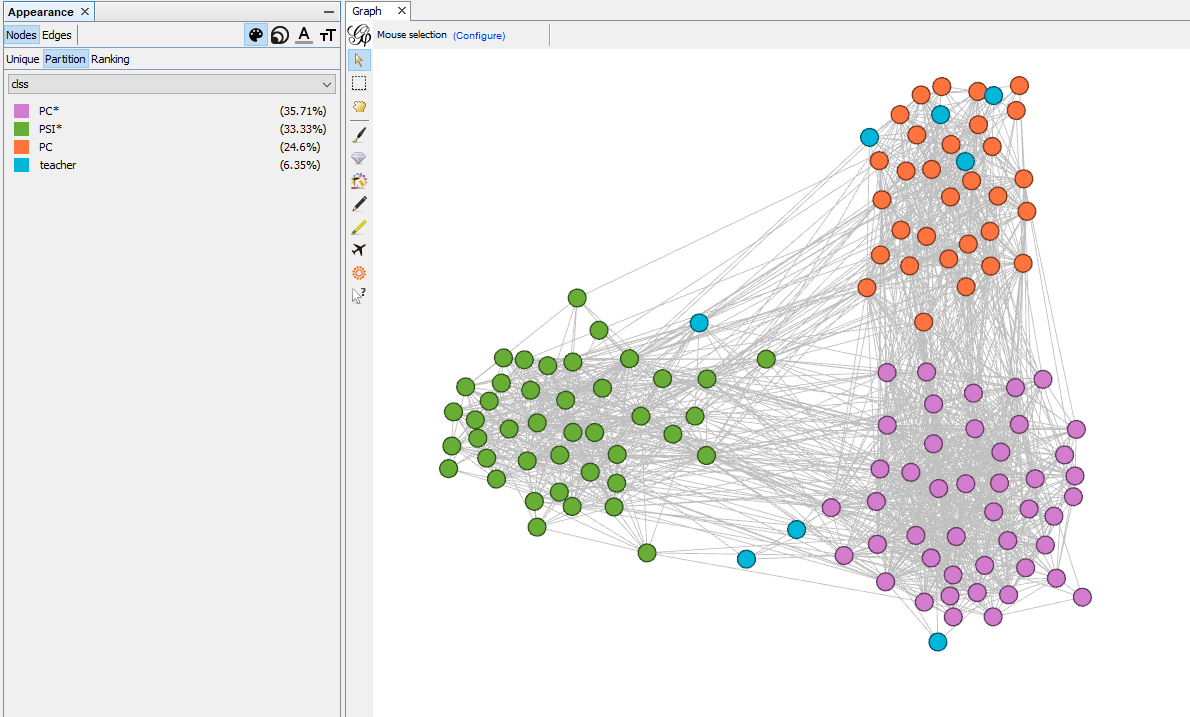 Appearance
Graph
Nodes Edges
A
T
Mouse selection (Configure)
Unique Partition Ranking
clss
PC* (35.71%)
PSI* (33.33%)
PC (24.6%)
teacher (6.35%)